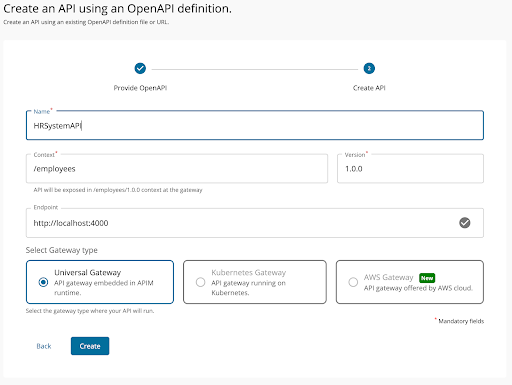 Create an API using an OpenAPI definition.
Create an API using an existing OpenAPI definition file or URL.
2
Provide OpenAPI
Create API
Name*
HRSystemAPI
Context*
Version*
/employees
1.0.0
API will be exposed in /employees/1.0.0 context at the gateway
Endpoint
http://localhost:4000
Select Gateway type
Universal Gateway
API gateway embedded in APIM
runtime.
Kubernetes Gateway
API gateway running on
Kubernetes.
AWS Gateway New
API gateway offered by AWS cloud.
Select the gateway type where your API will run.
* Mandatory fields
Back
Create